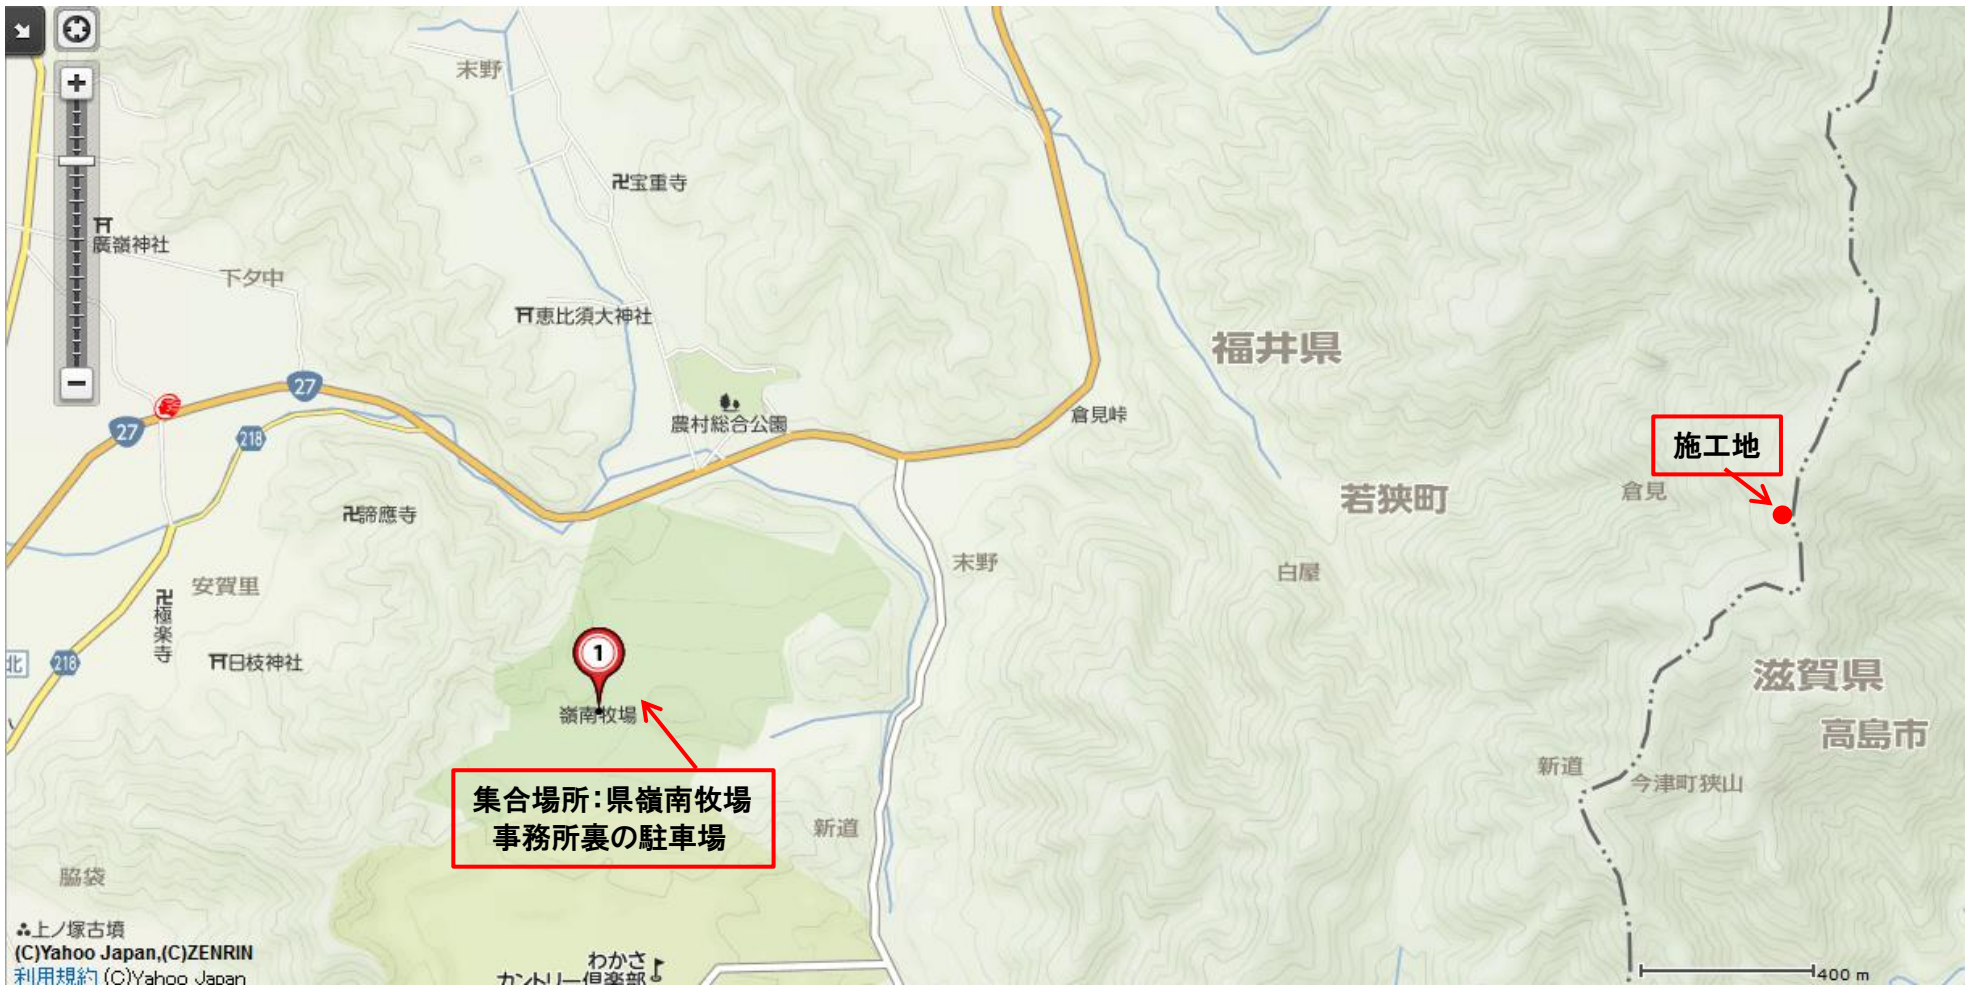 末野
卍宝重寺
廣嶺神社
下タ中
恵比須大神社
27
福井県
農村総合公園
倉見峠
27
218
施工地
倉見
若狭町
卍諦應寺
末野
白屋
安賀里
卍極楽寺
日枝神社
北
218
1
滋賀県
嶺南牧場
高島市
新道
今津町狭山
集合場所：県嶺南牧場
事務所裏の駐車場
新道
脇袋
上ノ塚古墳
(C)Yahoo Japan,(C)ZENRIN
利用規約 (C)Yahoo Japan
わかさ
カントリー倶楽部
400 m